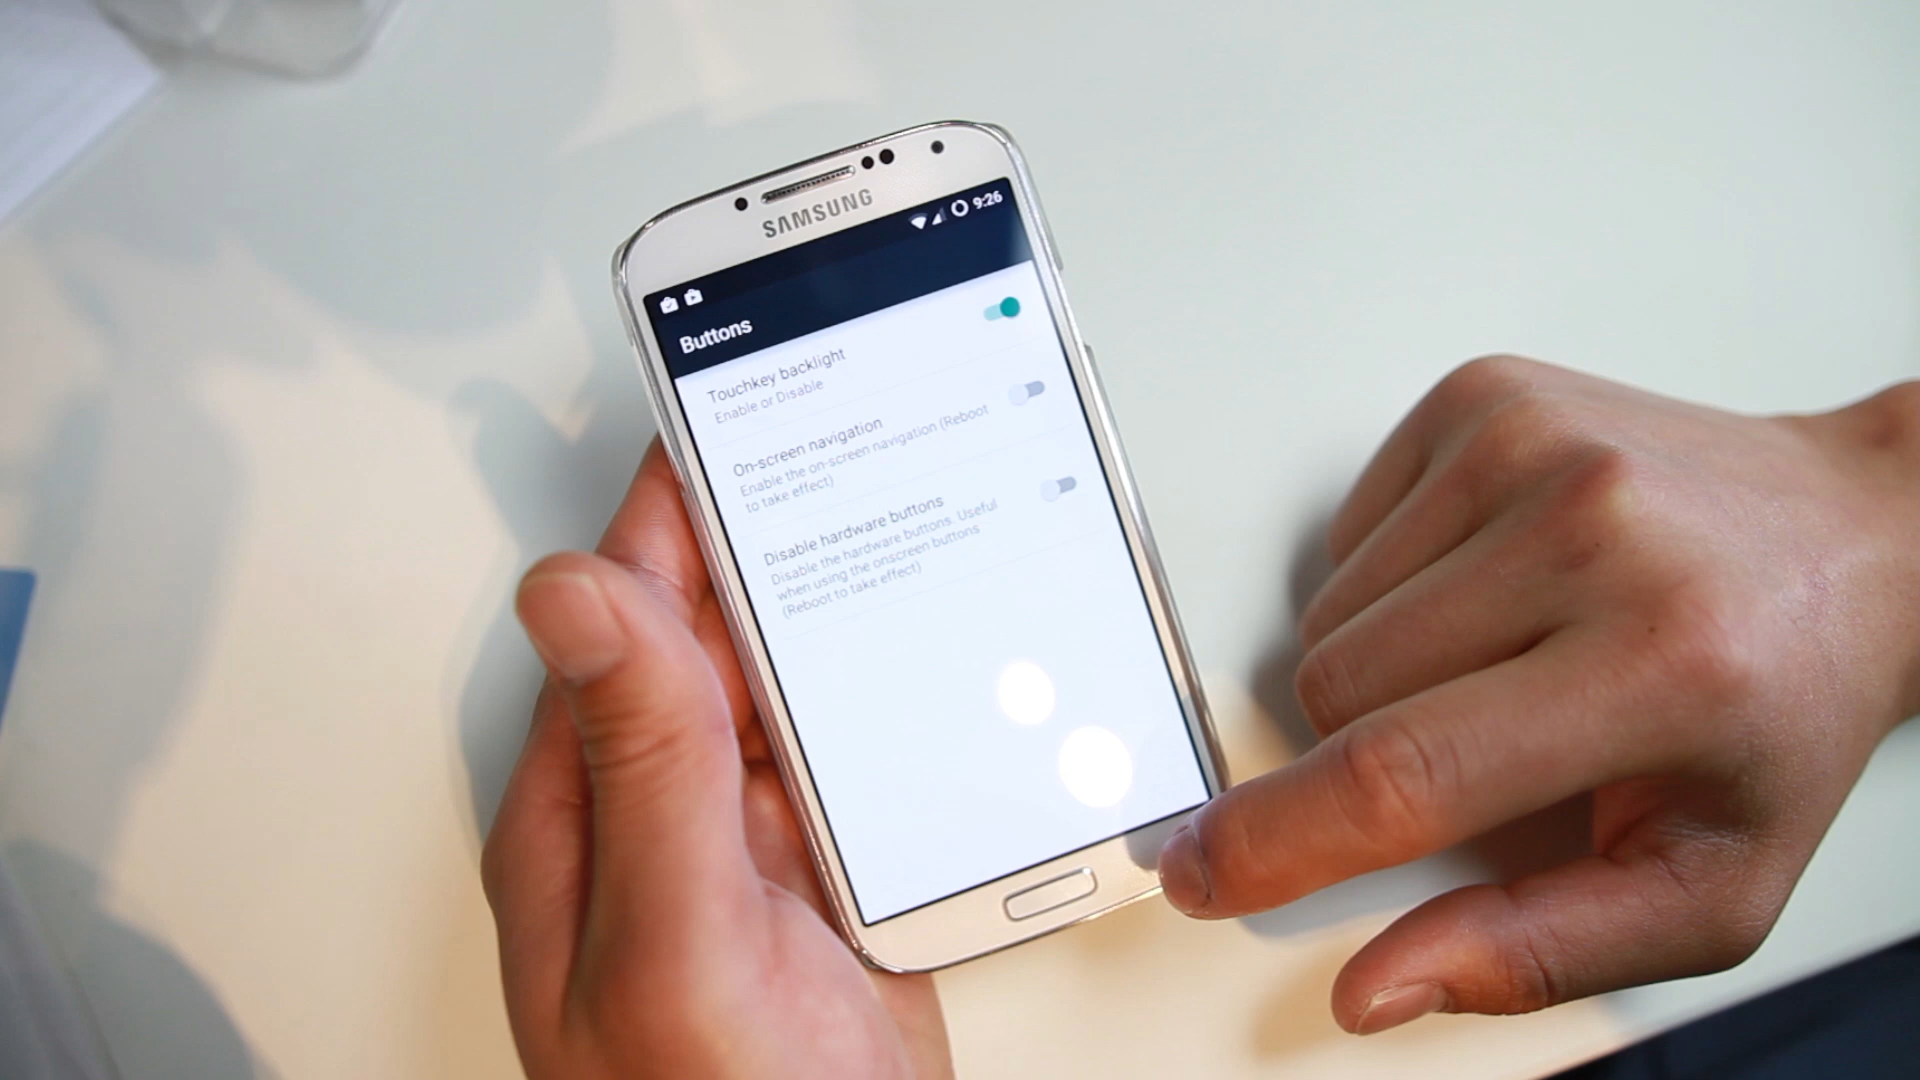 SAMSUNG
9:26
Buttons
Touchkey backlight
Enable or Disable
On-screen navigation
Enable the on-screen navigation (Reboot
to take effect)
Disable hardware buttons
Disable the hardware buttons. Useful
when using the onscreen buttons
(Reboot to take effect)